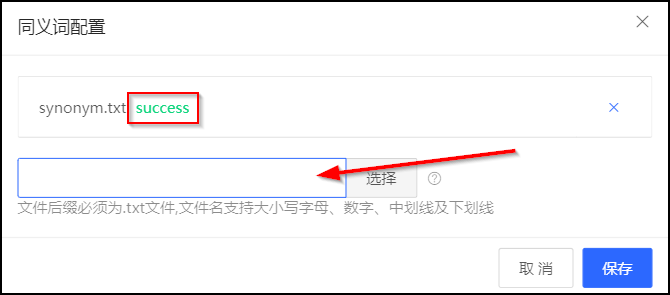 同义词配置
synonym.txt success
选择
文件后缀必须为.txt文件,文件名支持大小写字母、数字、中划线及下划线
取 消
保存